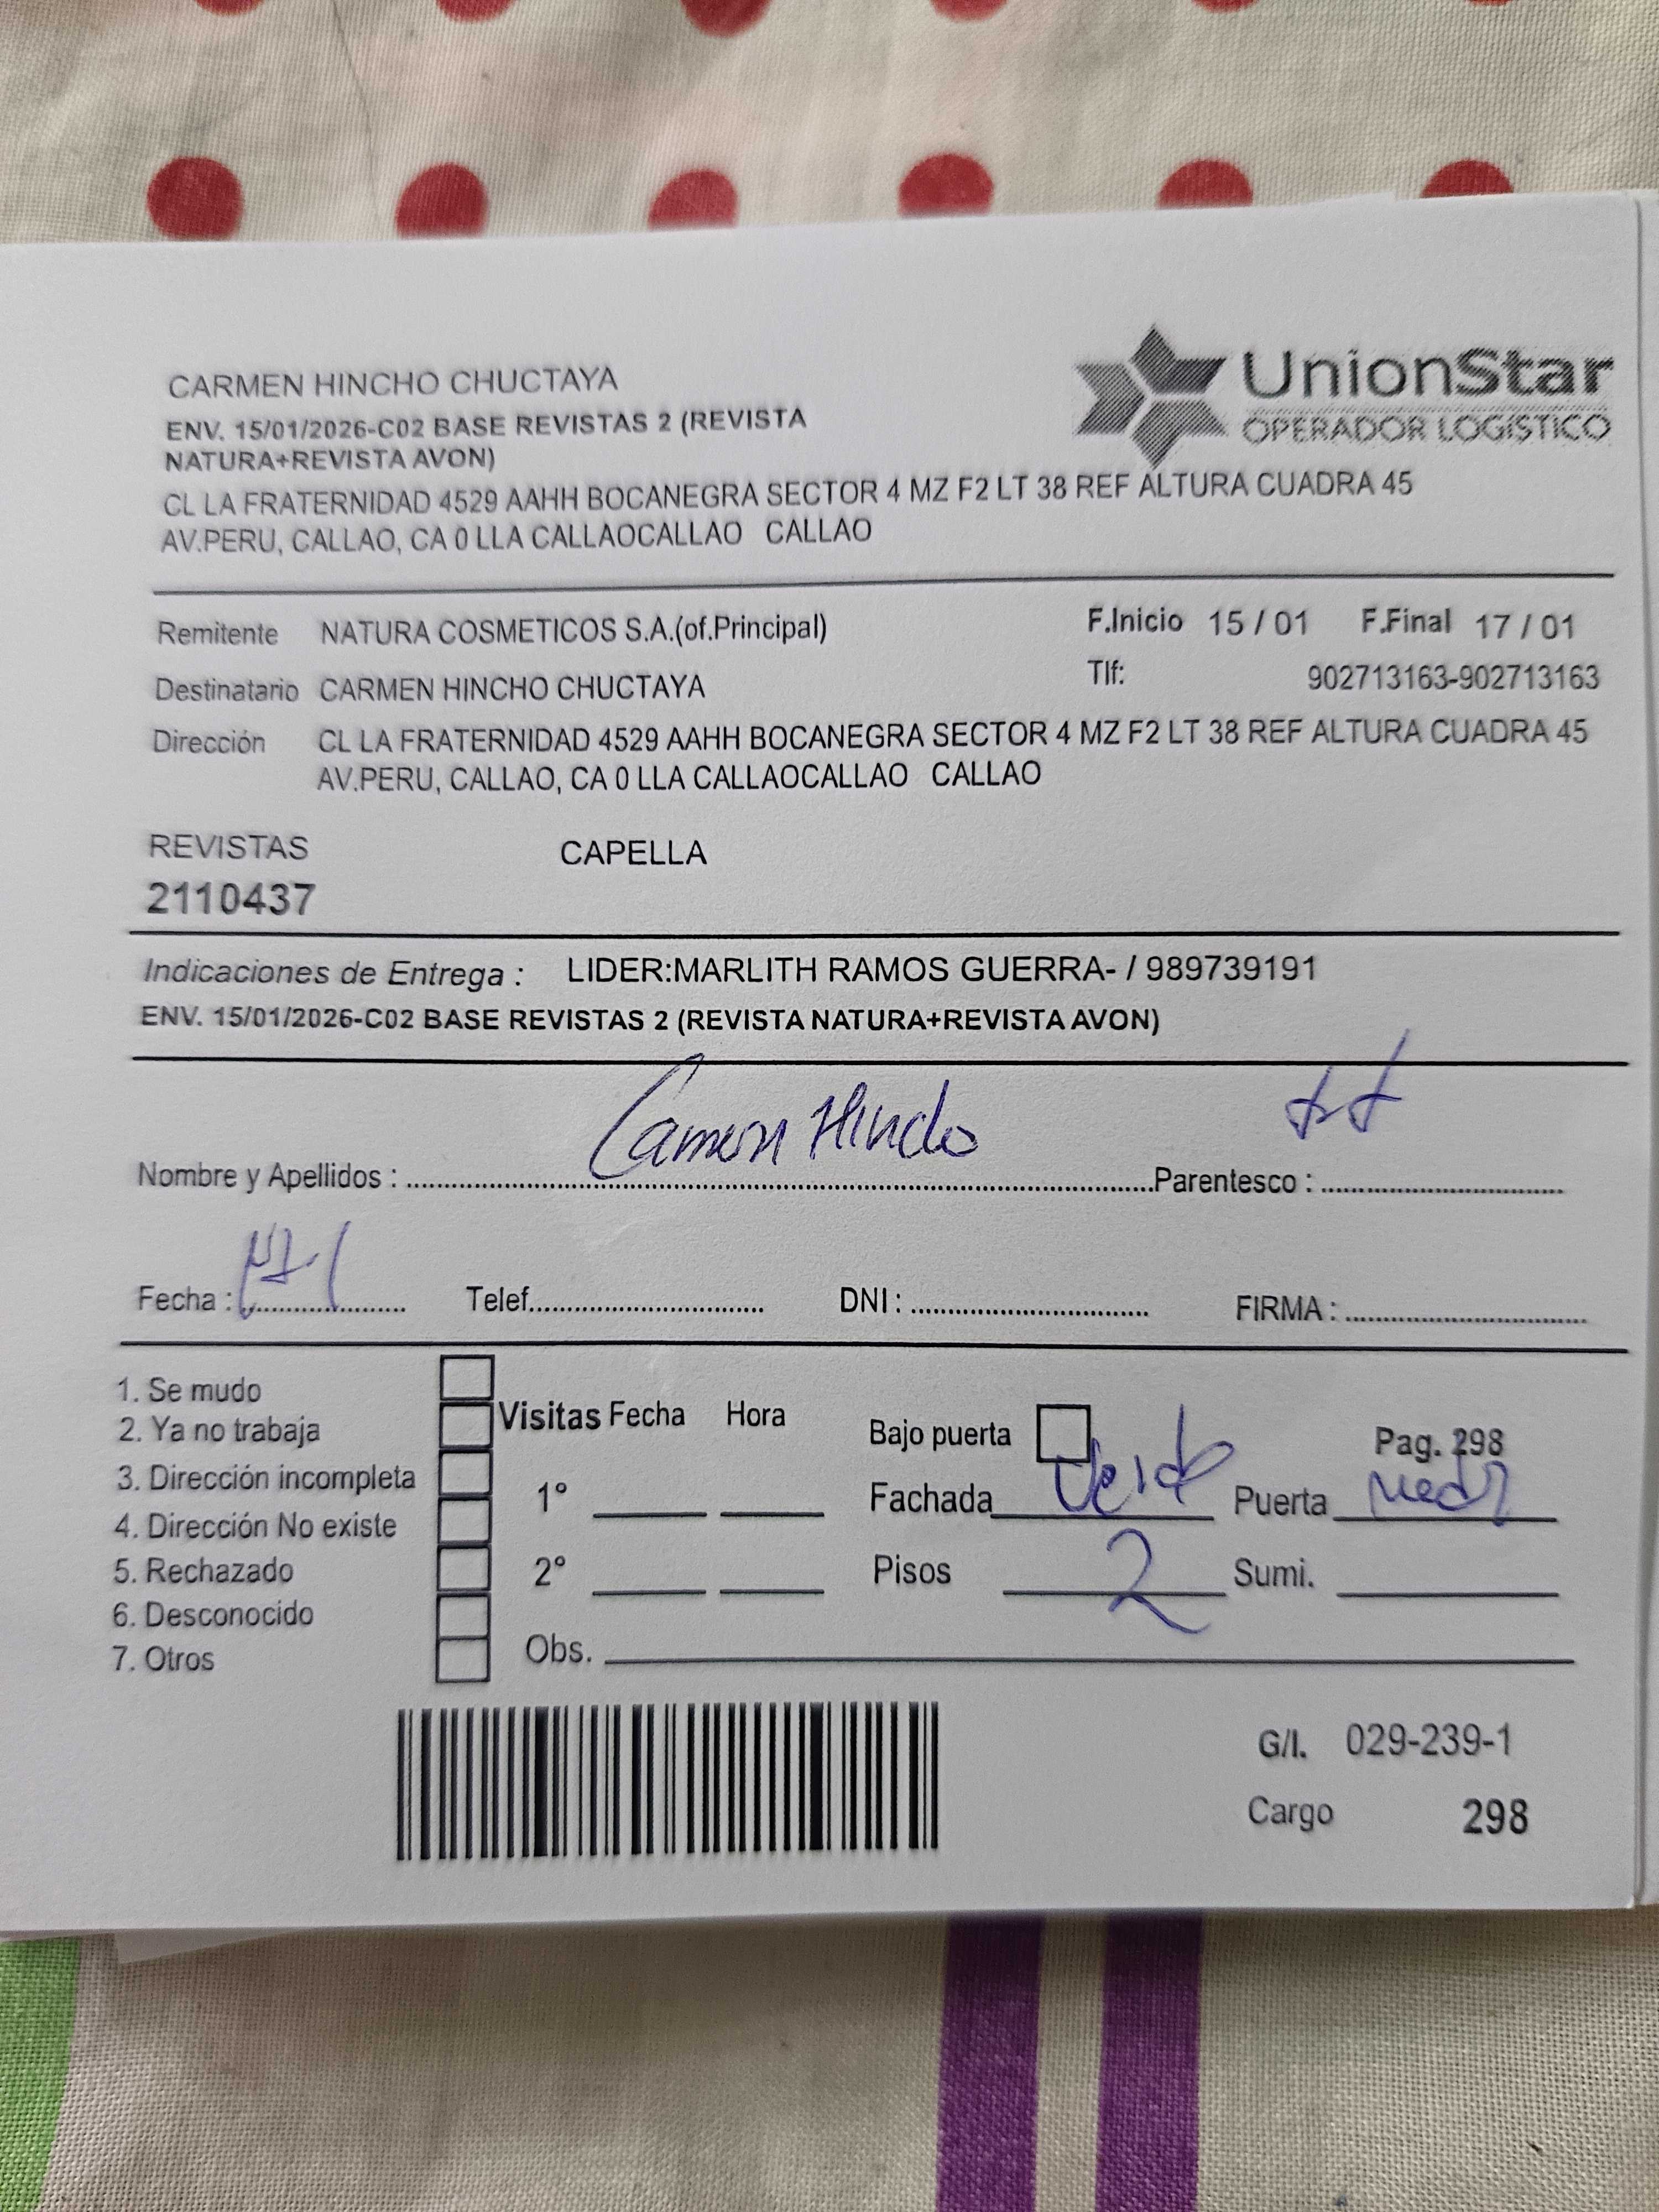 CARMEN HINCHO CHUCTAYA
UnionStar
OPERADOR LOGÍSTICO
ENV. 15/01/2026-C02 BASE REVISTAS 2 (REVISTA
NATURA+REVISTA AVON)
CL LA FRATERNIDAD 4529 AAHH BOCANEGRA SECTOR 4 MZ F2 LT 38 REF ALTURA CUADRA 45
AV.PERU, CALLAO, CA 0 LLA CALLAOCALLAO CALLAO
Remitente NATURA COSMETICOS S.A.(of.Principal) F.Inicio 15 / 01 F.Final 17 / 01
Destinatario CARMEN HINCHO CHUCTAYA Tlf: 902713163-902713163
Dirección CL LA FRATERNIDAD 4529 AAHH BOCANEGRA SECTOR 4 MZ F2 LT 38 REF ALTURA CUADRA 45
AV.PERU, CALLAO, CA 0 LLA CALLAOCALLAO CALLAO
REVISTAS CAPELLA
2110437
Indicaciones de Entrega : LIDER:MARLITH RAMOS GUERRA- / 989739191
ENV. 15/01/2026-C02 BASE REVISTAS 2 (REVISTA NATURA+REVISTA AVON)
Nombre y Apellidos : Carmen Hincho Parentesco :
Fecha : Telef. DNI : FIRMA :
1. Se mudo
2. Ya no trabaja Visitas Fecha Hora Bajo puerta Pag. 298
3. Dirección incompleta 1° Fachada Puerta
4. Dirección No existe
5. Rechazado 2° Pisos 2 Sumi.
6. Desconocido
7. Otros Obs.
G/I. 029-239-1
Cargo 298